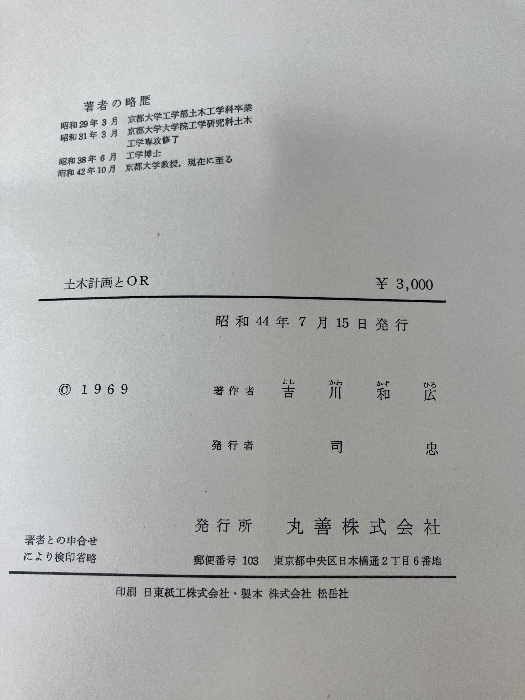 著者の略歴
昭和29年3月 京都大学工学部土木工学科卒業
昭和31年3月 京都大学大学院工学研究科土木
工学専攻修了
昭和38年6月 工学博士
昭和42年10月 京都大学教授，現在に至る
土木計画とOR ￥3,000
昭和44年7月15日発行
© 1969 著作者 吉川和広
よし かわ かず ひろ
発行者 司忠
発行所 丸善株式会社
著者との申合せ
により検印省略
郵便番号 103 東京都中央区日本橋通2丁目6番地
印刷 日東紙工株式会社・製本 株式会社 松岳社